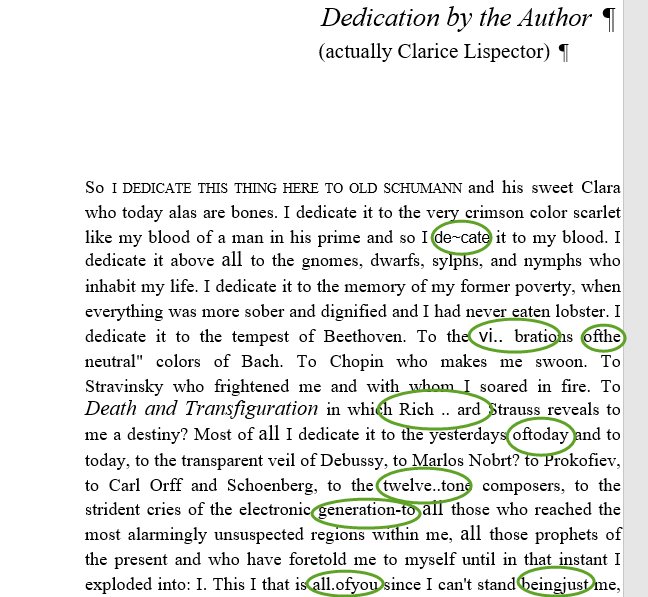 Dedication by the Author ¶
(actually Clarice Lispector) ¶
So I DEDICATE THIS THING HERE TO OLD SCHUMANN and his sweet Clara
who today alas are bones. I dedicate it to the very crimson color scarlet
like my blood of a man in his prime and so I de~cate it to my blood. I
dedicate it above all to the gnomes, dwarfs, sylphs, and nymphs who
inhabit my life. I dedicate it to the memory of my former poverty, when
everything was more sober and dignified and I had never eaten lobster. I
dedicate it to the tempest of Beethoven. To the vi.. brations ofthe
neutral" colors of Bach. To Chopin who makes me swoon. To
Stravinsky who frightened me and with whom I soared in fire. To
Death and Transfiguration in which Rich .. ard Strauss reveals to
me a destiny? Most of all I dedicate it to the yesterdays oftoday and to
today, to the transparent veil of Debussy, to Marlos Nobrt? to Prokofiev,
to Carl Orff and Schoenberg, to the twelve..tone composers, to the
strident cries of the electronic generation-to all those who reached the
most alarmingly unsuspected regions within me, all those prophets of
the present and who have foretold me to myself until in that instant I
exploded into: I. This I that is all.ofyou since I can't stand beingjust me,